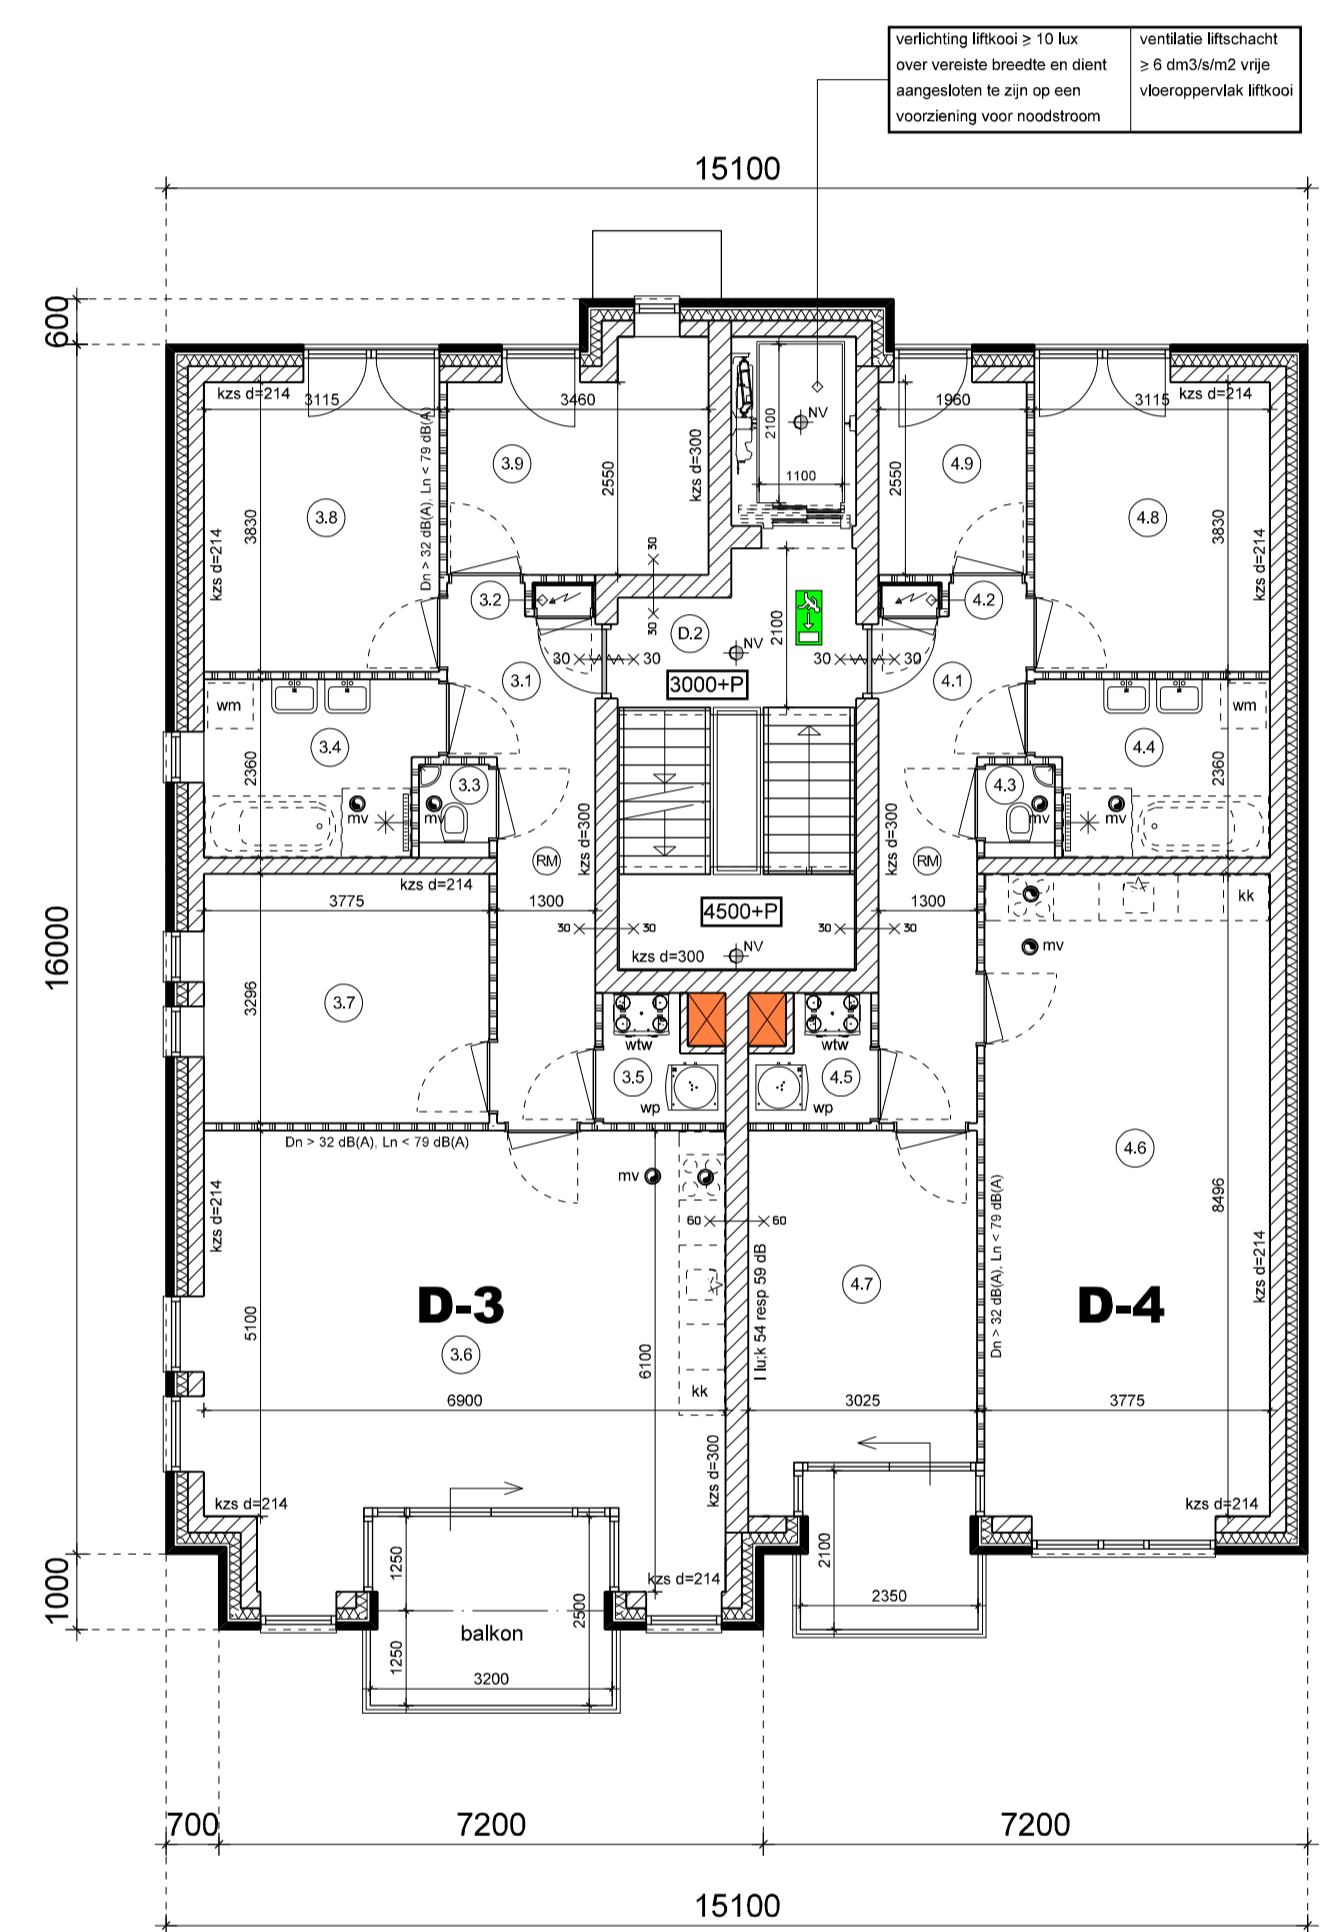 verlichting liftkooi ≥ 10 lux
over vereiste breedte en dient
aangesloten te zijn op een
voorziening voor noodstroom
ventilatie liftschacht
≥ 6 dm3/s/m2 vrije
vloeroppervlak liftkooi
15100
600
16000
1000
kzs d=214
3115
3460
1960
3115
kzs d=214
Dn > 32 dB(A), Ln < 79 dB(A)
3.9
2550
kzs d=300
2100
NV
1100
2550
4.9
3.8
3830
kzs d=214
4.8
3830
kzs d=214
30
30
3.2
4.2
D.2
NV
2100
30
30
30
30
3.1
3000+P
4.1
wm
3.4
2360
3.3
mv
mv
wm
4.4
2360
4.3
mv
mv
kzs d=300
kzs d=300
RM
RM
kzs d=214
3775
1300
4500+P
1300
30
30
30
30
kzs d=300
NV
kk
mv
3296
3.7
wtw
wtw
3.5
4.5
wp
wp
Dn > 32 dB(A), Ln < 79 dB(A)
kzs d=214
mv
4.6
8496
60
60
I lu;k 54 resp 59 dB
Dn > 32 dB(A), Ln < 79 dB(A)
kzs d=214
4.7
D-3
D-4
5100
3.6
6100
kk
6900
3025
3775
kzs d=300
kzs d=214
kzs d=214
1250
2500
1250
kzs d=214
balkon
3200
2100
2350
700
7200
7200
15100